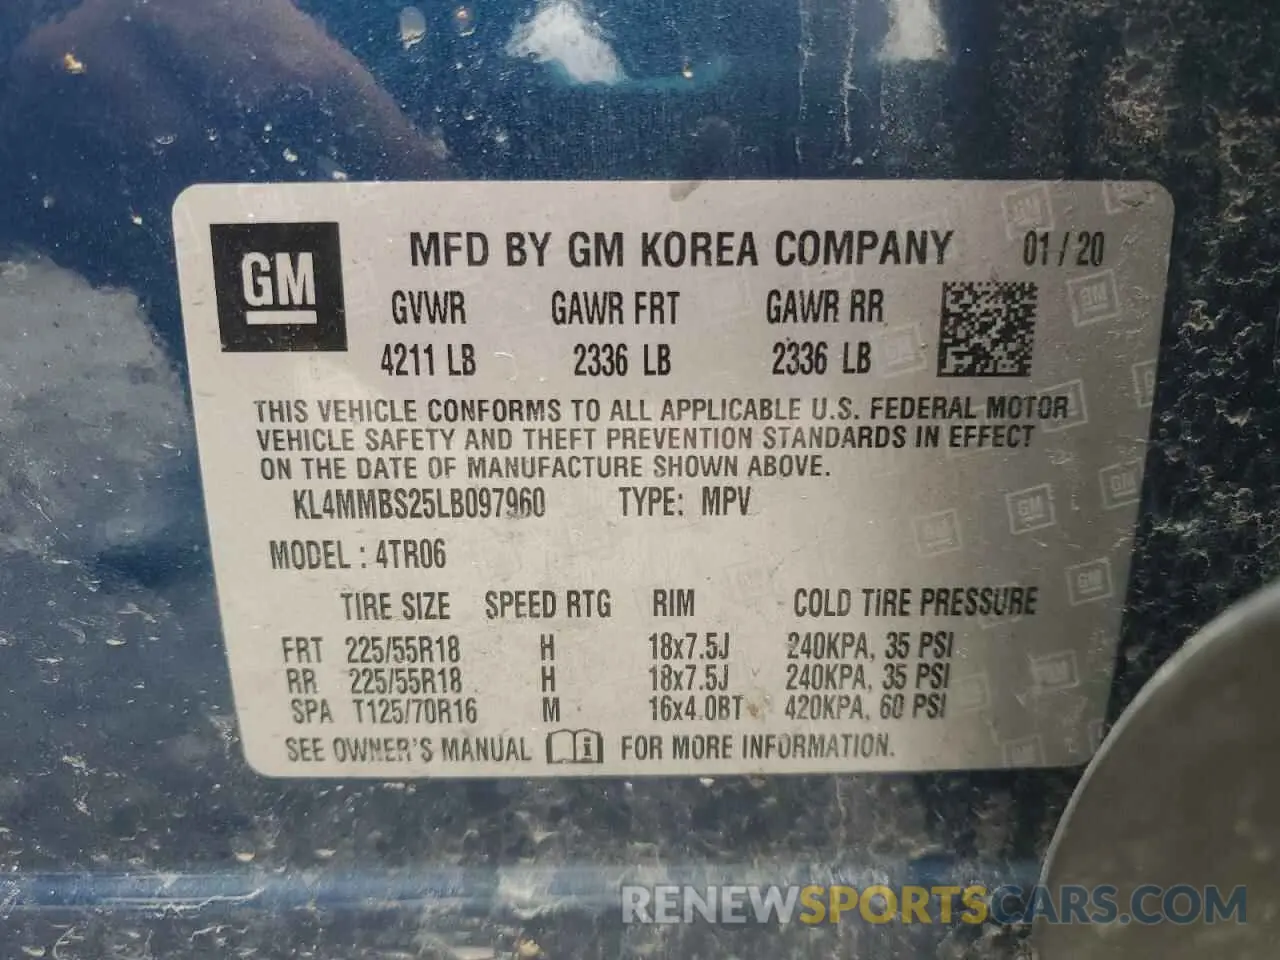 GM
MFD BY GM KOREA COMPANY 01/20
GVWR GAWR FRT GAWR RR
4211 LB 2336 LB 2336 LB
THIS VEHICLE CONFORMS TO ALL APPLICABLE U.S. FEDERAL MOTOR
VEHICLE SAFETY AND THEFT PREVENTION STANDARDS IN EFFECT
ON THE DATE OF MANUFACTURE SHOWN ABOVE.
KL4MMBS25LB097960 TYPE: MPV
MODEL : 4TR06
TIRE SIZE SPEED RTG RIM COLD TIRE PRESSURE
FRT 225/55R18 H 18x7.5J 240KPA, 35 PSI
RR 225/55R18 H 18x7.5J 240KPA, 35 PSI
SPA T125/70R16 M 16x4.0BT 420KPA, 60 PSI
SEE OWNER'S MANUAL i FOR MORE INFORMATION.
RENEWSPORTSCARS.COM